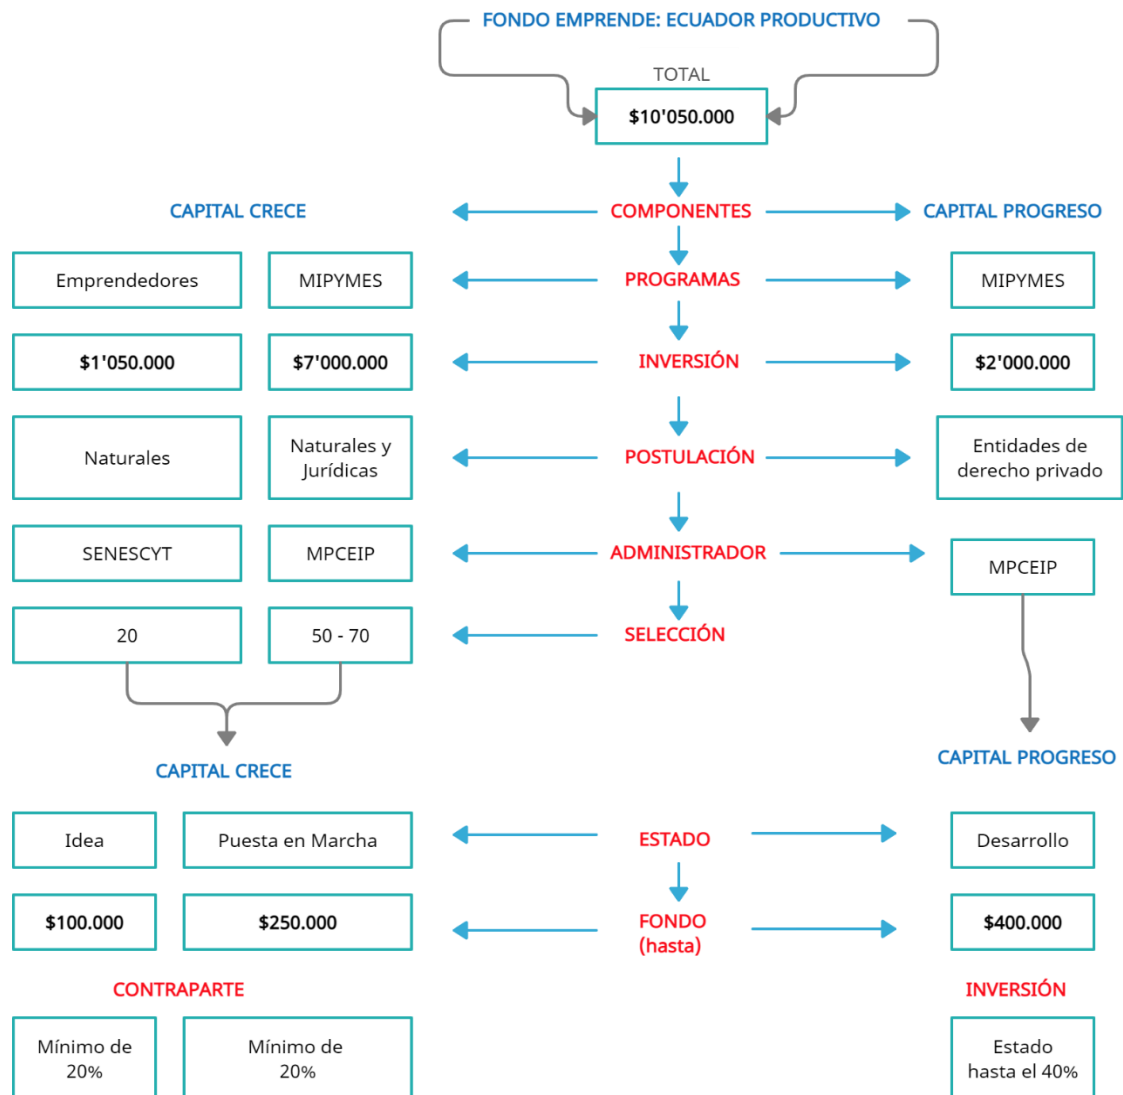 FONDO EMPRENDE: ECUADOR PRODUCTIVO
TOTAL
$10'050.000
CAPITAL CRECE
COMPONENTES
CAPITAL PROGRESO
Emprendedores
MIPYMES
PROGRAMAS
MIPYMES
$1'050.000
$7'000.000
INVERSIÓN
$2'000.000
Naturales
Naturales y
Jurídicas
POSTULACIÓN
Entidades de
derecho privado
SENESCYT
MPCEIP
ADMINISTRADOR
MPCEIP
20
50 - 70
SELECCIÓN
CAPITAL CRECE
CAPITAL PROGRESO
Idea
Puesta en Marcha
ESTADO
Desarrollo
$100.000
$250.000
FONDO
(hasta)
$400.000
CONTRAPARTE
INVERSIÓN
Mínimo de
20%
Mínimo de
20%
Estado
hasta el 40%